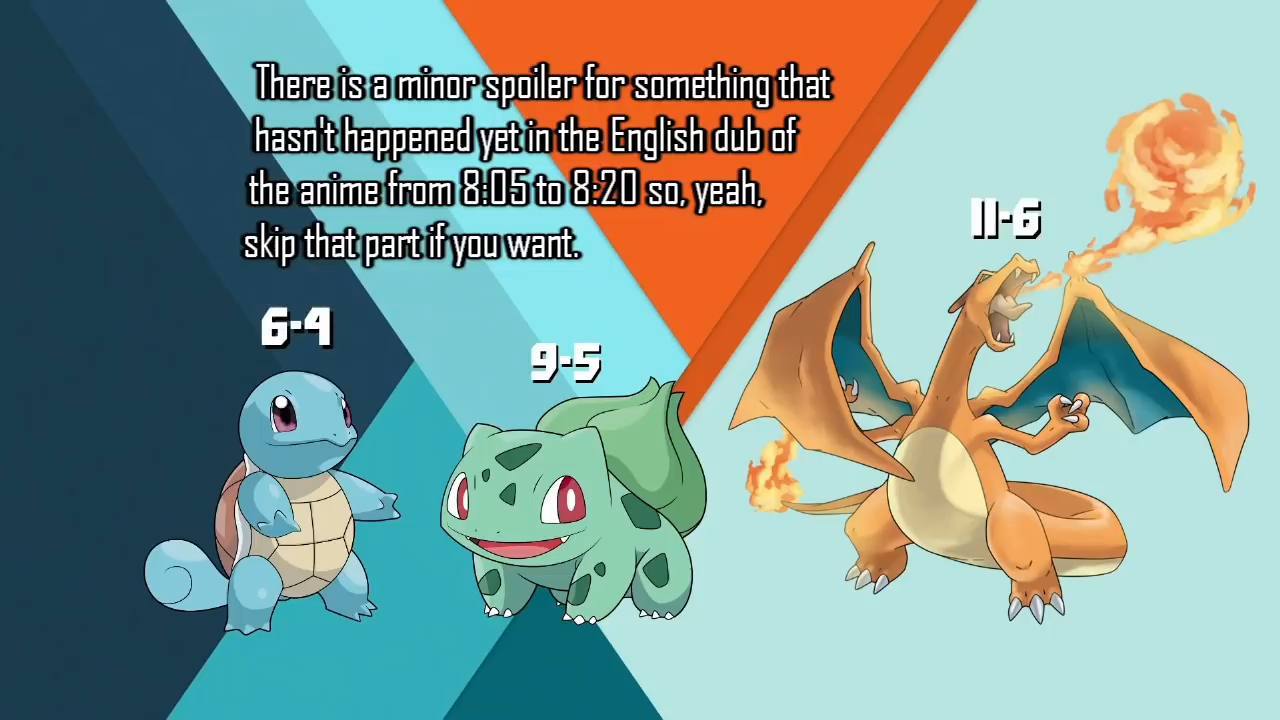 There is a minor spoiler for something that
hasn't happened yet in the English dub of
the anime from 8:05 to 8:20 so, yeah,
skip that part if you want.
11-6
6-4
9-5